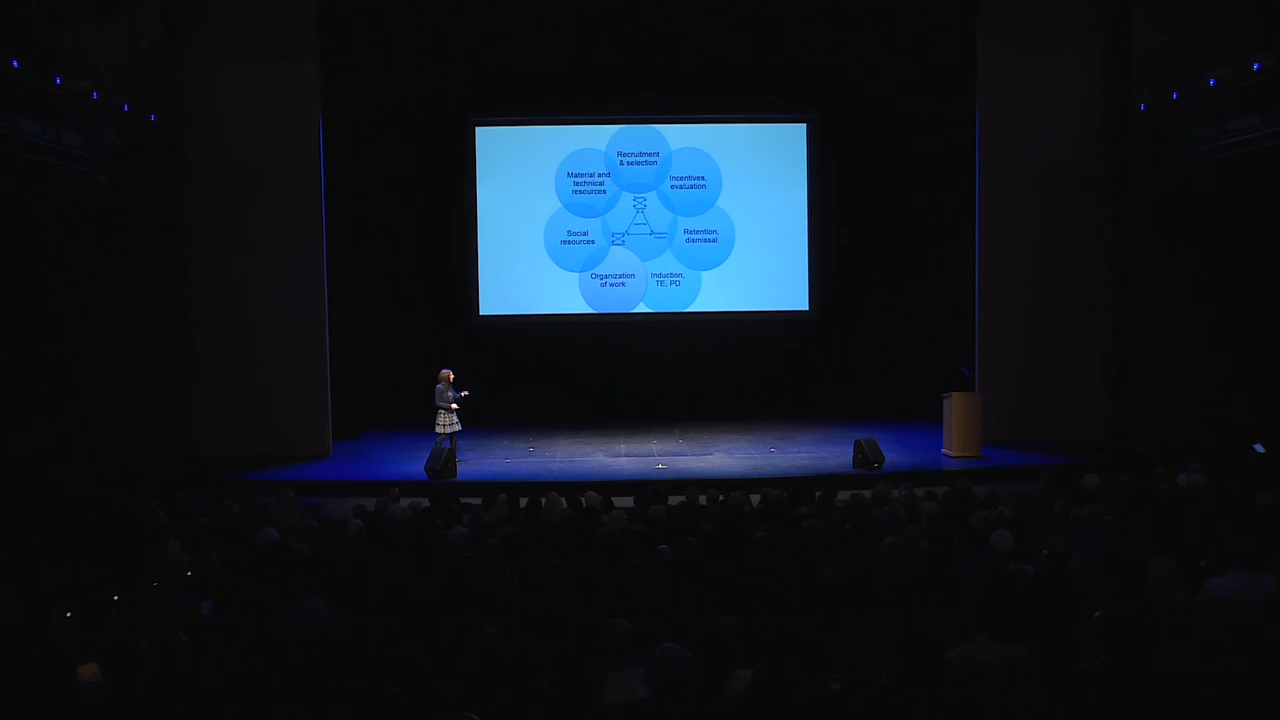 Recruitment
& selection
Incentives,
evaluation
Retention,
dismissal
Induction,
TE, PD
Organization
of work
Social
resources
Material and
technical
resources